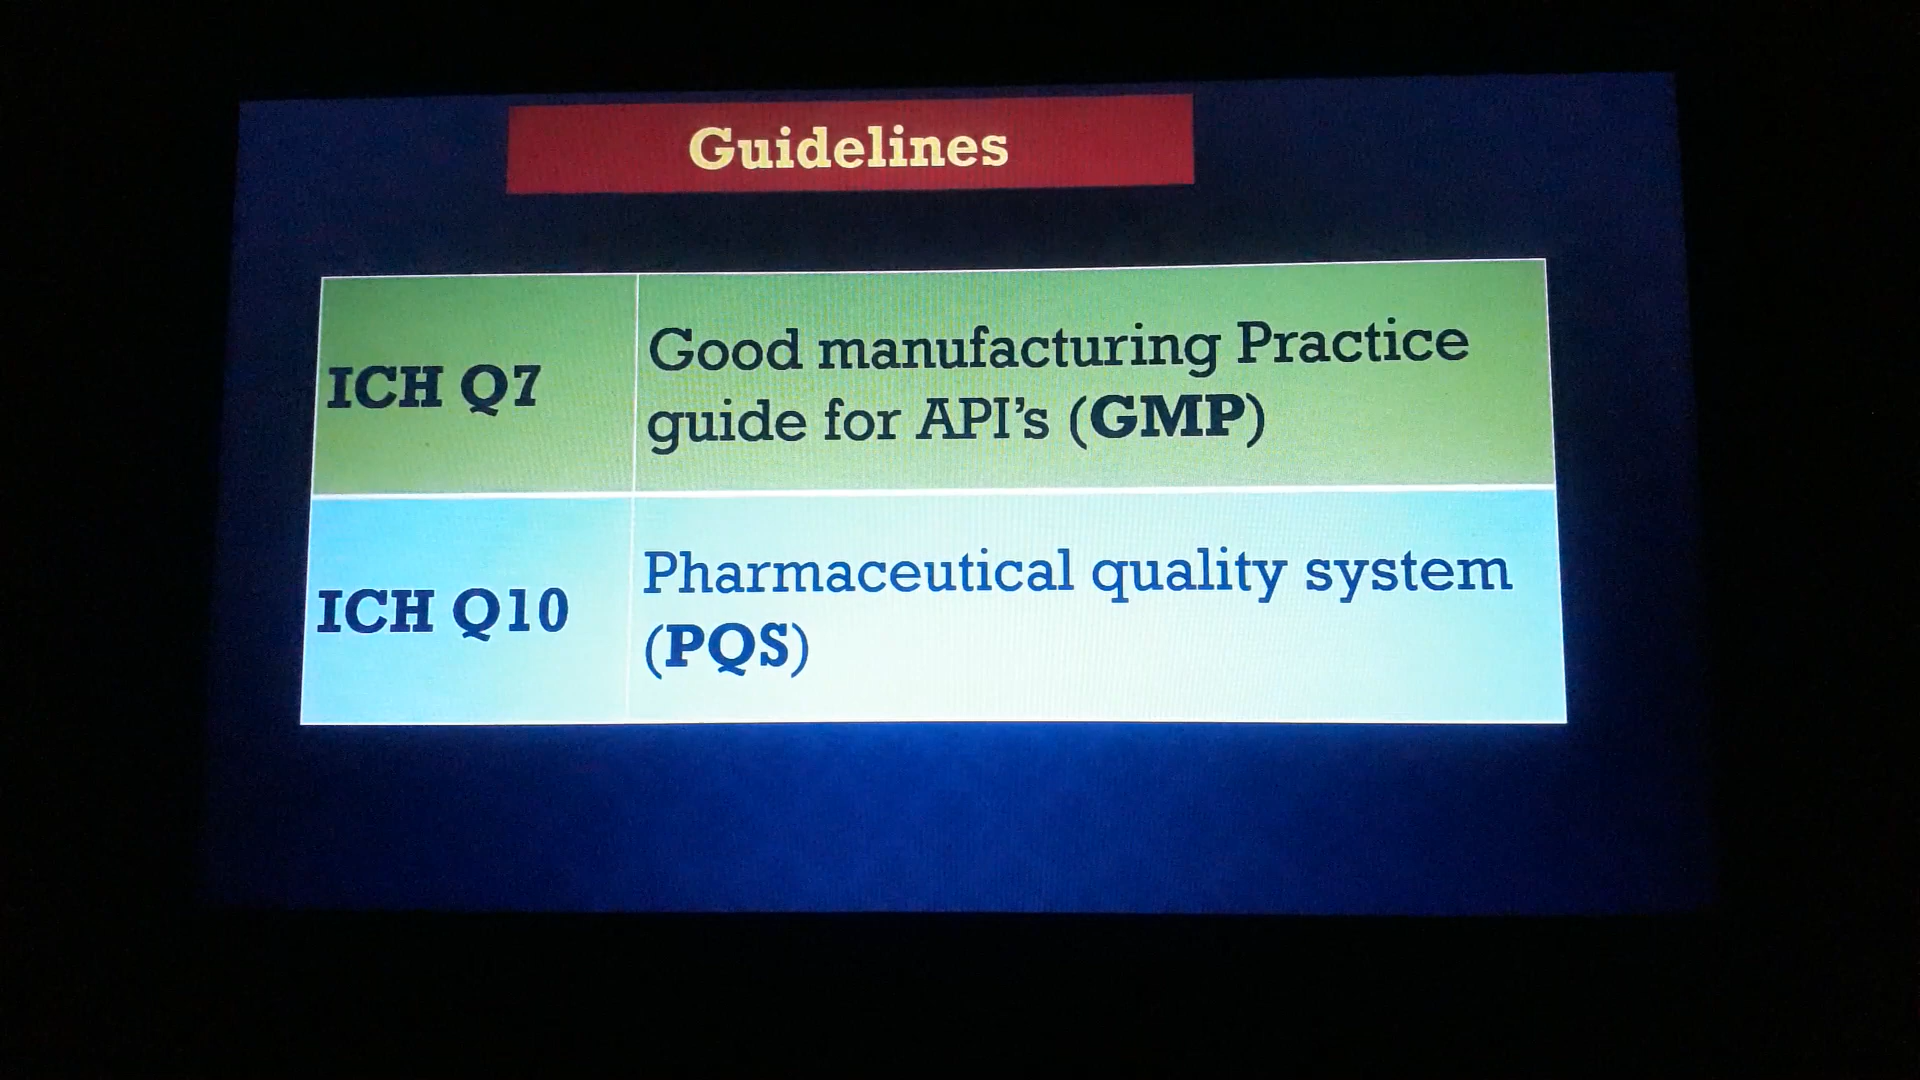 Guidelines
ICH Q7
Good manufacturing Practice
guide for API’s (GMP)
ICH Q10
Pharmaceutical quality system
(PQS)